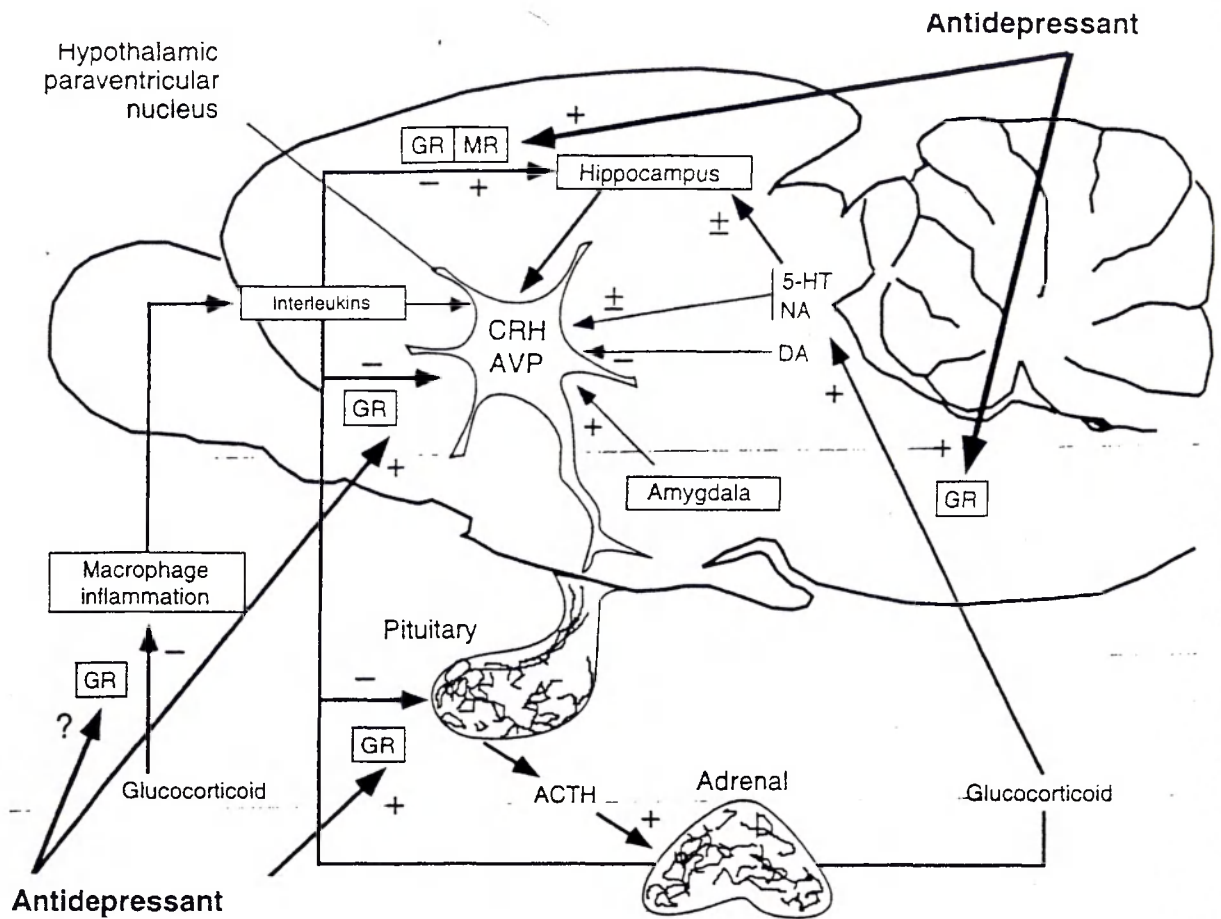 Antidepressant
Hypothalamic
paraventricular
nucleus
+
GR MR
− +
Hippocampus
±
5-HT
NA
Interleukins
±
CRH
AVP
−
DA
−
+
GR
+
+
+
Amygdala
GR
Macrophage
inflammation
Pituitary
−
GR
−
?
GR
Glucocorticoid
+
ACTH
+
Adrenal
Glucocorticoid
Antidepressant